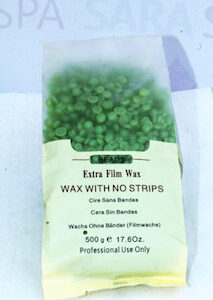 SPA SARA S
BEADS
Extra Film Wax
WAX WITH NO STRIPS
Cire Sans Bandes
Cera Sin Bandas
Wachs Ohne Bänder (Filmwachs)
500 g e 17.6Oz.
Professional Use Only